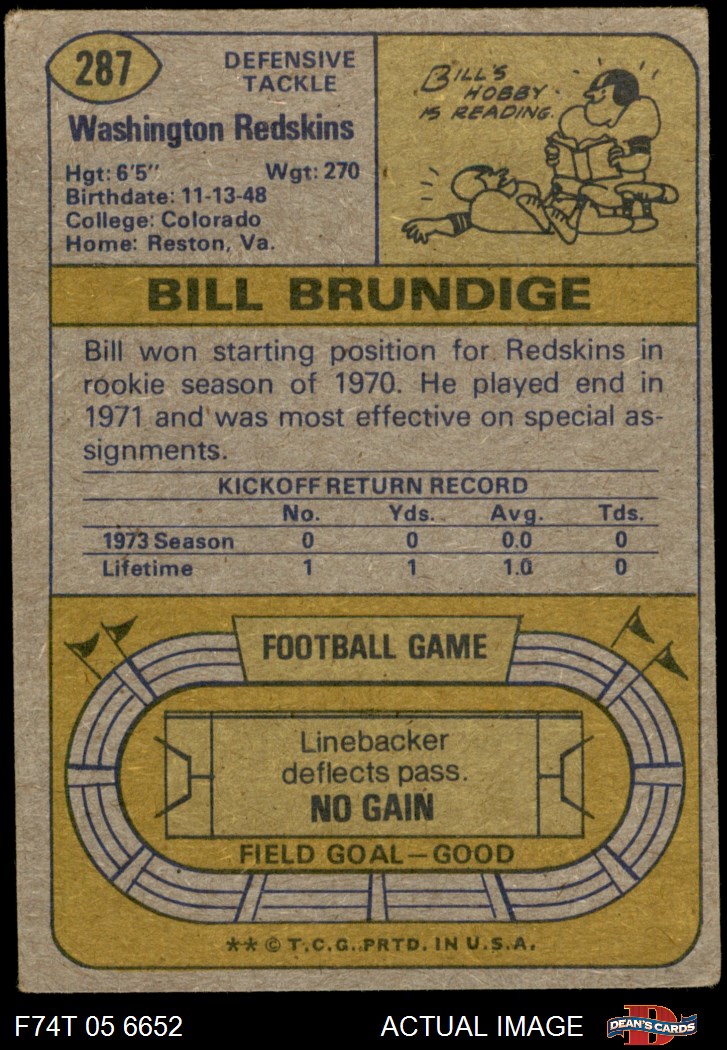 287
DEFENSIVE
TACKLE
Washington Redskins
Hgt: 6'5" Wgt: 270
Birthdate: 11-13-48
College: Colorado
Home: Reston, Va.
BILL'S
HOBBY
IS READING.
BILL BRUNDIGE
Bill won starting position for Redskins in
rookie season of 1970. He played end in
1971 and was most effective on special as-
signments.
KICKOFF RETURN RECORD
No. Yds. Avg. Tds.
1973 Season 0 0 0.0 0
Lifetime 1 1 1.0 0
FOOTBALL GAME
Linebacker
deflects pass.
NO GAIN
FIELD GOAL—GOOD
** © T.C.G. PRTD. IN U.S.A.
F74T 05 6652 ACTUAL IMAGE DEAN'S CARDS